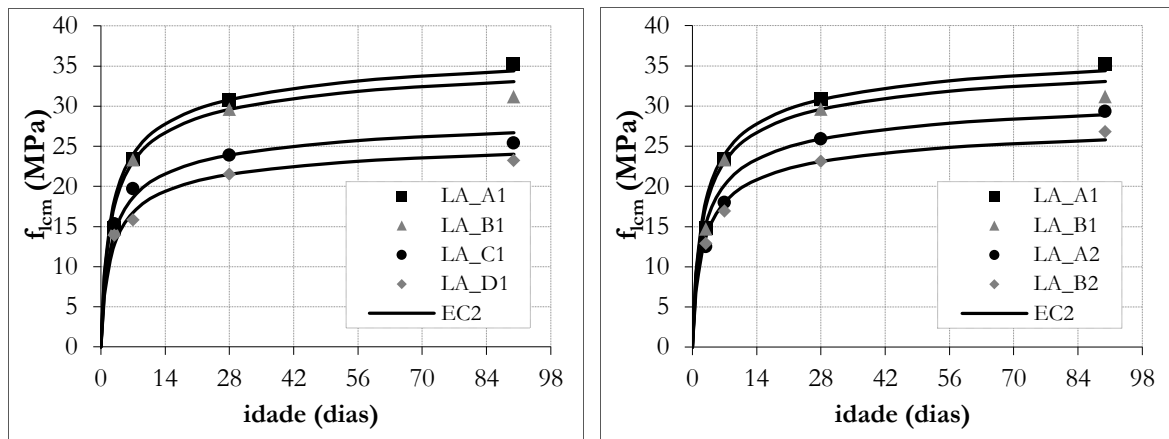 40
35
30
25
20
15
10
5
0
f_lcm (MPa)
LA_A1
LA_B1
LA_C1
LA_D1
EC2
0 14 28 42 56 70 84 98
idade (dias)
40
35
30
25
20
15
10
5
0
f_lcm (MPa)
LA_A1
LA_B1
LA_A2
LA_B2
EC2
0 14 28 42 56 70 84 98
idade (dias)